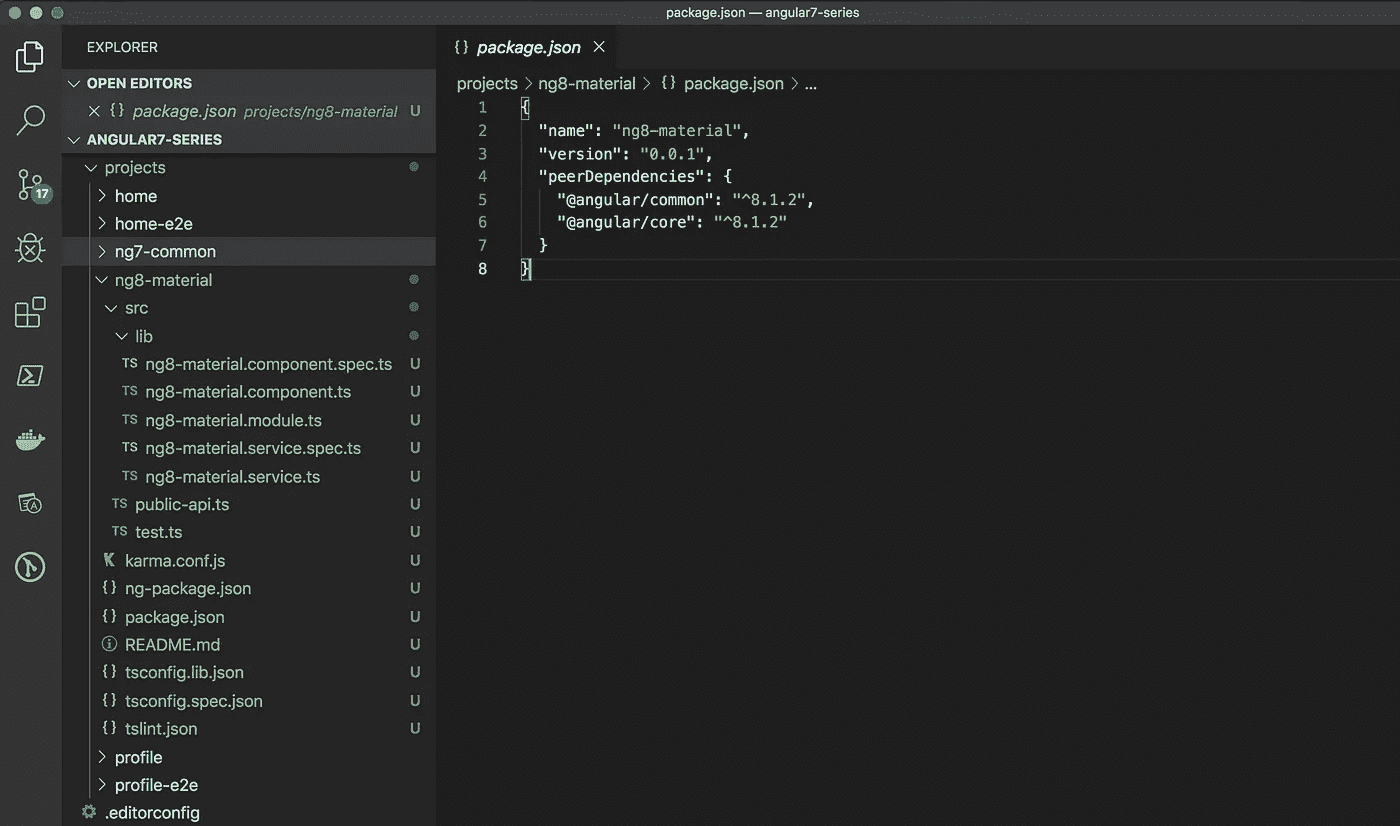 package.json — angular7-series
EXPLORER
OPEN EDITORS
{} package.json projects/ng8-material U
ANGULAR7-SERIES
projects
home
17
home-e2e
ng7-common
ng8-material
src
lib
TS ng8-material.component.spec.ts U
TS ng8-material.component.ts U
TS ng8-material.module.ts U
TS ng8-material.service.spec.ts U
TS ng8-material.service.ts U
TS public-api.ts U
TS test.ts U
K karma.conf.js U
{} ng-package.json U
{} package.json U
README.md U
{} tsconfig.lib.json U
{} tsconfig.spec.json U
{} tslint.json U
profile
profile-e2e
.editorconfig
{} package.json
projects > ng8-material > {} package.json > ...
1 {
2 "name": "ng8-material",
3 "version": "0.0.1",
4 "peerDependencies": {
5 "@angular/common": "^8.1.2",
6 "@angular/core": "^8.1.2"
7 }
8 }